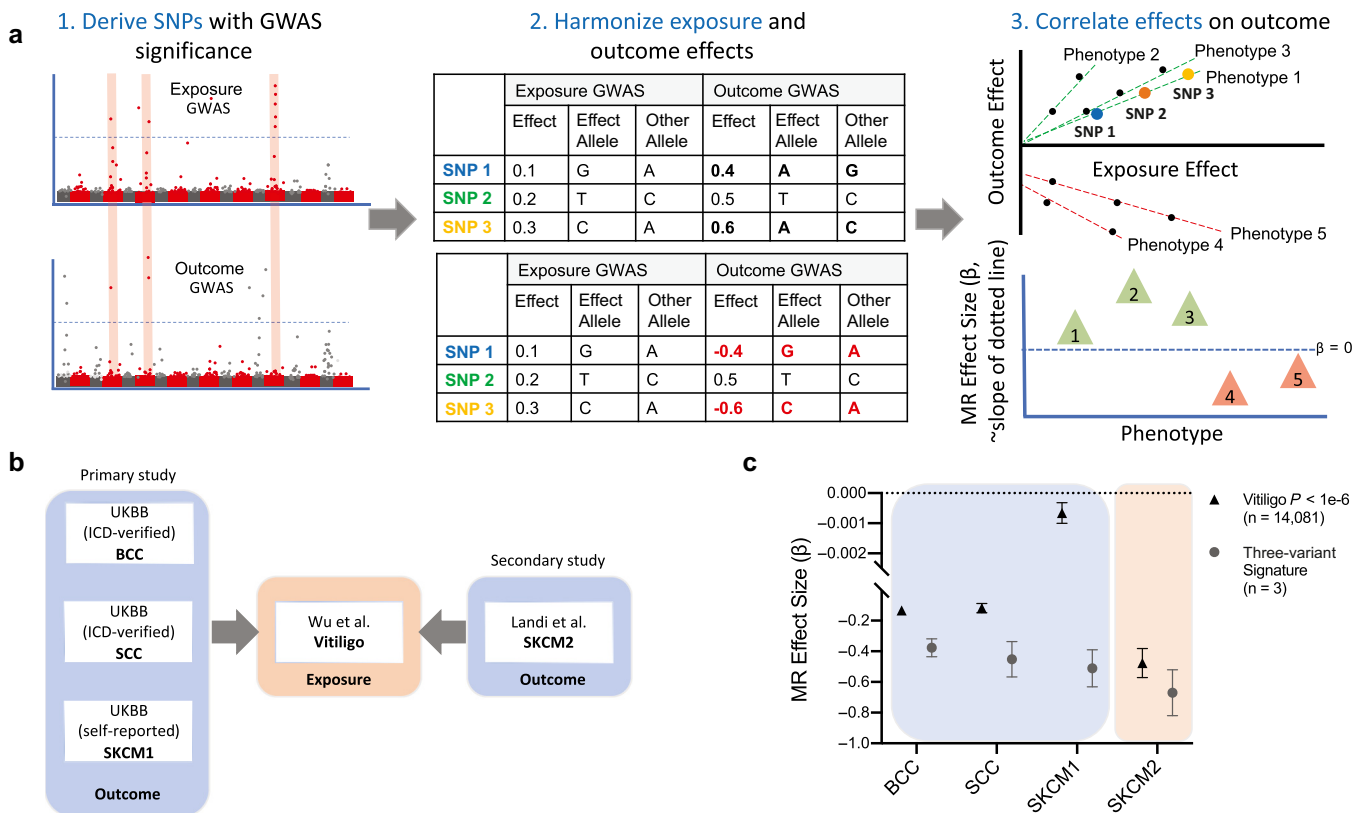 a
1. Derive SNPs with GWAS
significance
Exposure
GWAS
Outcome
GWAS
2. Harmonize exposure and
outcome effects
Exposure GWAS Outcome GWAS
Effect Effect Allele Other Allele Effect Effect Allele Other Allele
SNP 1 0.1 G A 0.4 A G
SNP 2 0.2 T C 0.5 T C
SNP 3 0.3 C A 0.6 A C
Exposure GWAS Outcome GWAS
Effect Effect Allele Other Allele Effect Effect Allele Other Allele
SNP 1 0.1 G A -0.4 G A
SNP 2 0.2 T C 0.5 T C
SNP 3 0.3 C A -0.6 C A
3. Correlate effects on outcome
Outcome Effect
Phenotype 2
Phenotype 3
Phenotype 1
SNP 3
SNP 2
SNP 1
Exposure Effect
Phenotype 5
Phenotype 4
MR Effect Size (β,
~slope of dotted line)
1
2
3
4
5
β = 0
Phenotype
b
Primary study
UKBB
(ICD-verified)
BCC
UKBB
(ICD-verified)
SCC
UKBB
(self-reported)
SKCM1
Outcome
Wu et al.
Vitiligo
Exposure
Secondary study
Landi et al.
SKCM2
Outcome
c
MR Effect Size (β)
0.000
−0.001
−0.002
−0.2
−0.4
−0.6
−0.8
−1.0
BCC
SCC
SKCM1
SKCM2
Vitiligo P < 1e-6
(n = 14,081)
Three-variant
Signature
(n = 3)